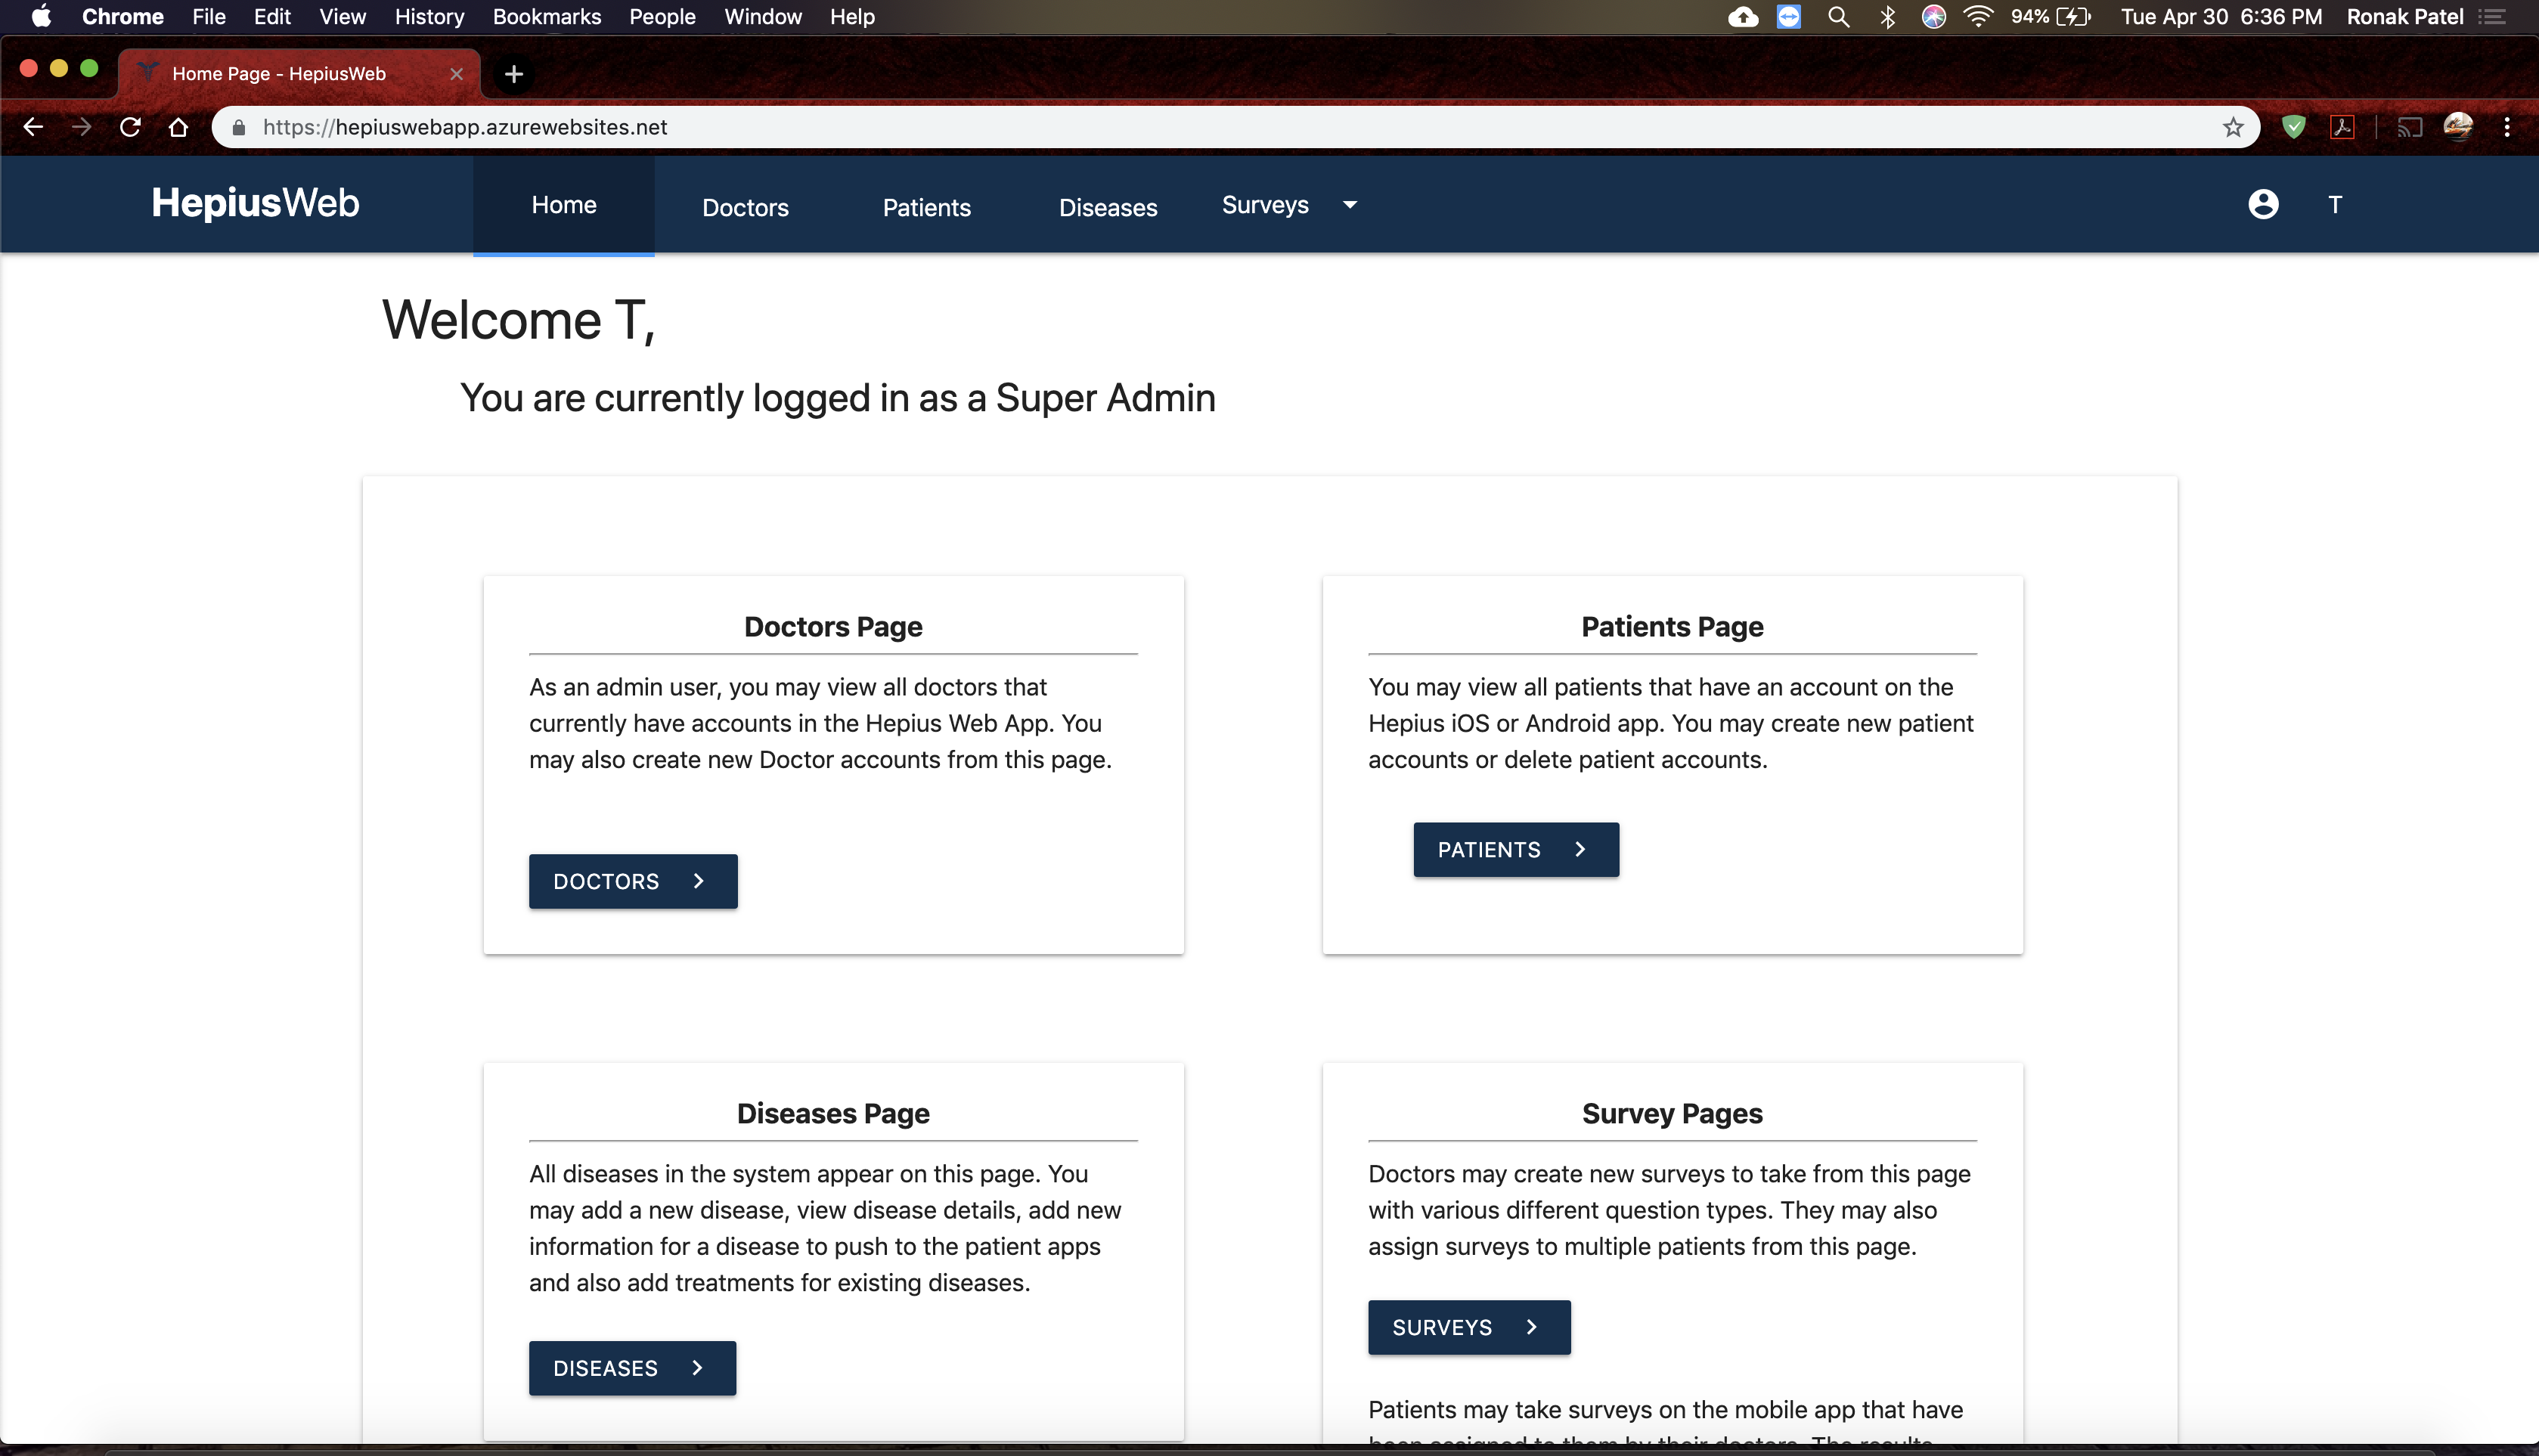 Chrome File Edit View History Bookmarks People Window Help 94% Tue Apr 30 6:36 PM Ronak Patel
Home Page - HepiusWeb
https://hepiuswebapp.azurewebsites.net
HepiusWeb Home Doctors Patients Diseases Surveys T
Welcome T,
You are currently logged in as a Super Admin
Doctors Page
As an admin user, you may view all doctors that
currently have accounts in the Hepius Web App. You
may also create new Doctor accounts from this page.
DOCTORS
Patients Page
You may view all patients that have an account on the
Hepius iOS or Android app. You may create new patient
accounts or delete patient accounts.
PATIENTS
Diseases Page
All diseases in the system appear on this page. You
may add a new disease, view disease details, add new
information for a disease to push to the patient apps
and also add treatments for existing diseases.
DISEASES
Survey Pages
Doctors may create new surveys to take from this page
with various different question types. They may also
assign surveys to multiple patients from this page.
SURVEYS
Patients may take surveys on the mobile app that have
been assigned to them by their doctors. The results